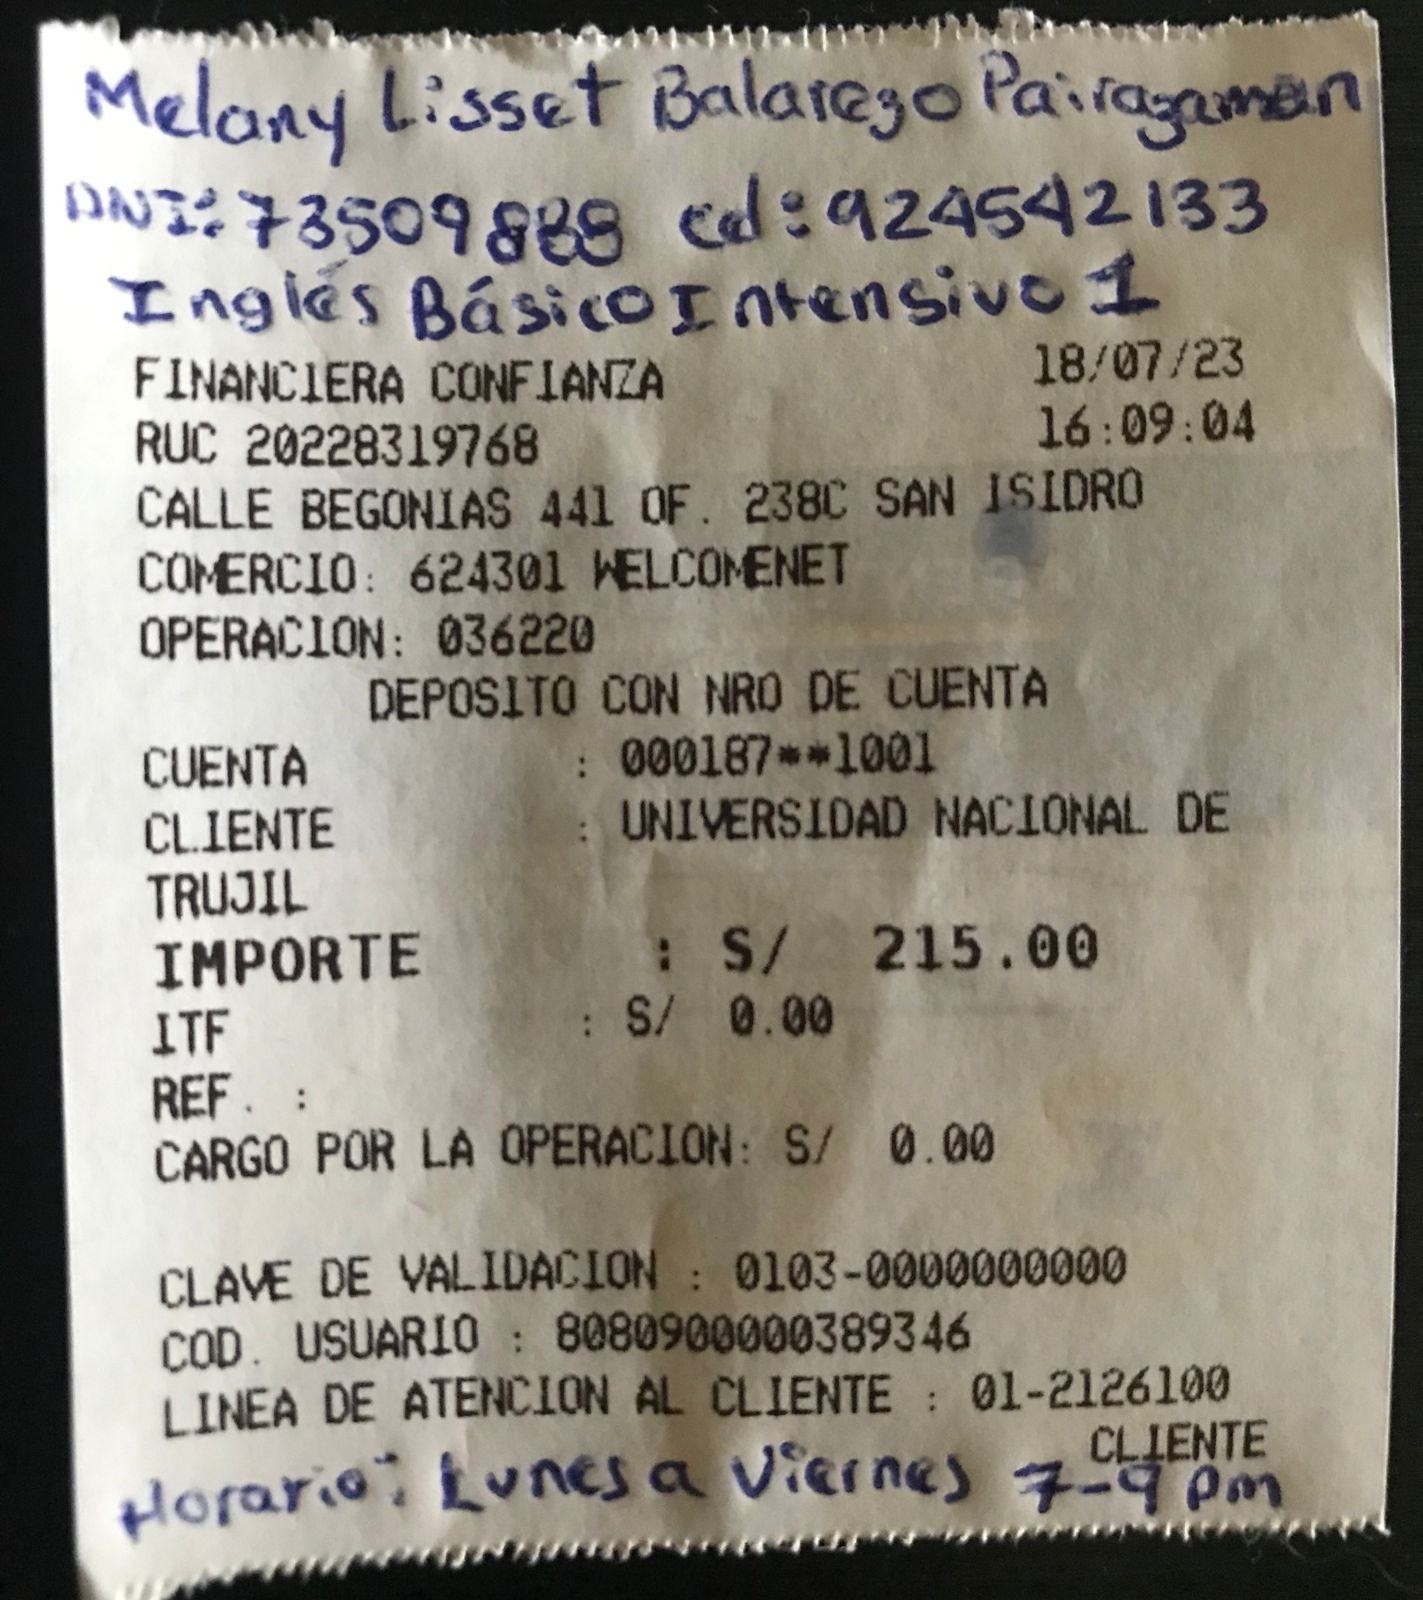 Melany Lisset Balarezo Pairazaman
DNI: 73509888 cel: 924542133
Inglés Básico Intensivo 1
FINANCIERA CONFIANZA 18/07/23
RUC 20228319768 16:09:04
CALLE BEGONIAS 441 OF. 238C SAN ISIDRO
COMERCIO: 624301 WELCOMENET
OPERACION: 036220
DEPOSITO CON NRO DE CUENTA
CUENTA : 000187**1001
CLIENTE : UNIVERSIDAD NACIONAL DE
TRUJIL
IMPORTE : S/ 215.00
ITF : S/ 0.00
REF. :
CARGO POR LA OPERACION: S/ 0.00
CLAVE DE VALIDACION : 0103-0000000000
COD. USUARIO : 8080900000389346
LINEA DE ATENCION AL CLIENTE : 01-2126100
CLIENTE
Horario: Lunes a Viernes 7-9 pm